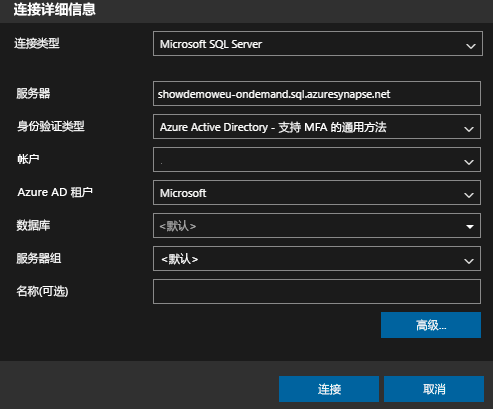 连接详细信息
连接类型 Microsoft SQL Server
服务器 showdemoweu-ondemand.sql.azuresynapse.net
身份验证类型 Azure Active Directory - 支持 MFA 的通用方法
帐户
Azure AD 租户 Microsoft
数据库 <默认>
服务器组 <默认>
名称(可选)
高级...
连接 取消